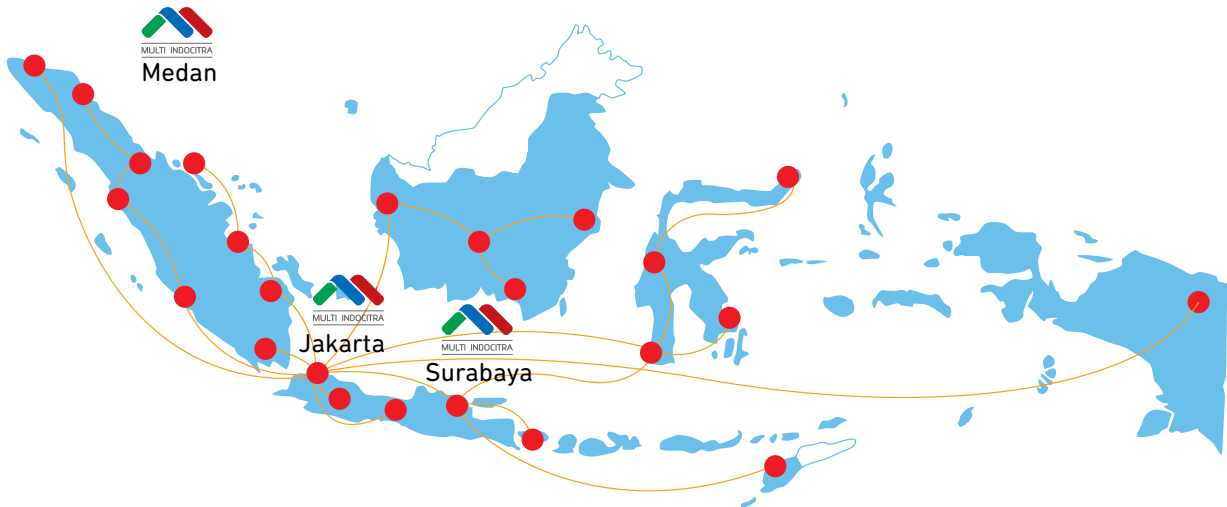 MULTI INDOCITRA
Medan
MULTI INDOCITRA
Jakarta
MULTI INDOCITRA
Surabaya